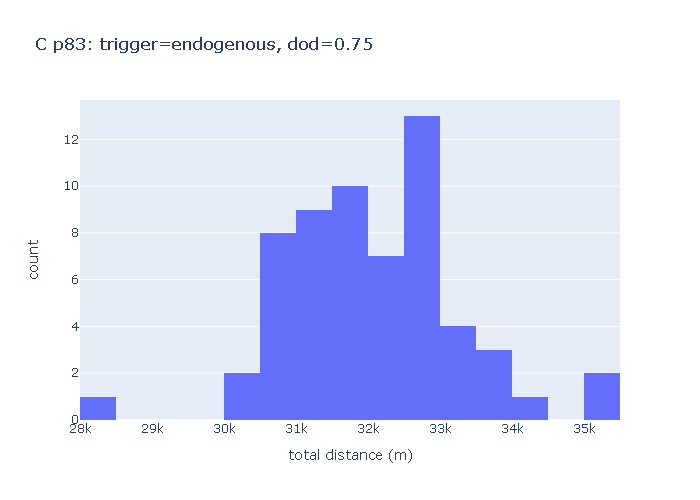 C p83: trigger=endogenous, dod=0.75
12
10
8
6
4
2
0
count
28k 29k 30k 31k 32k 33k 34k 35k
total distance (m)